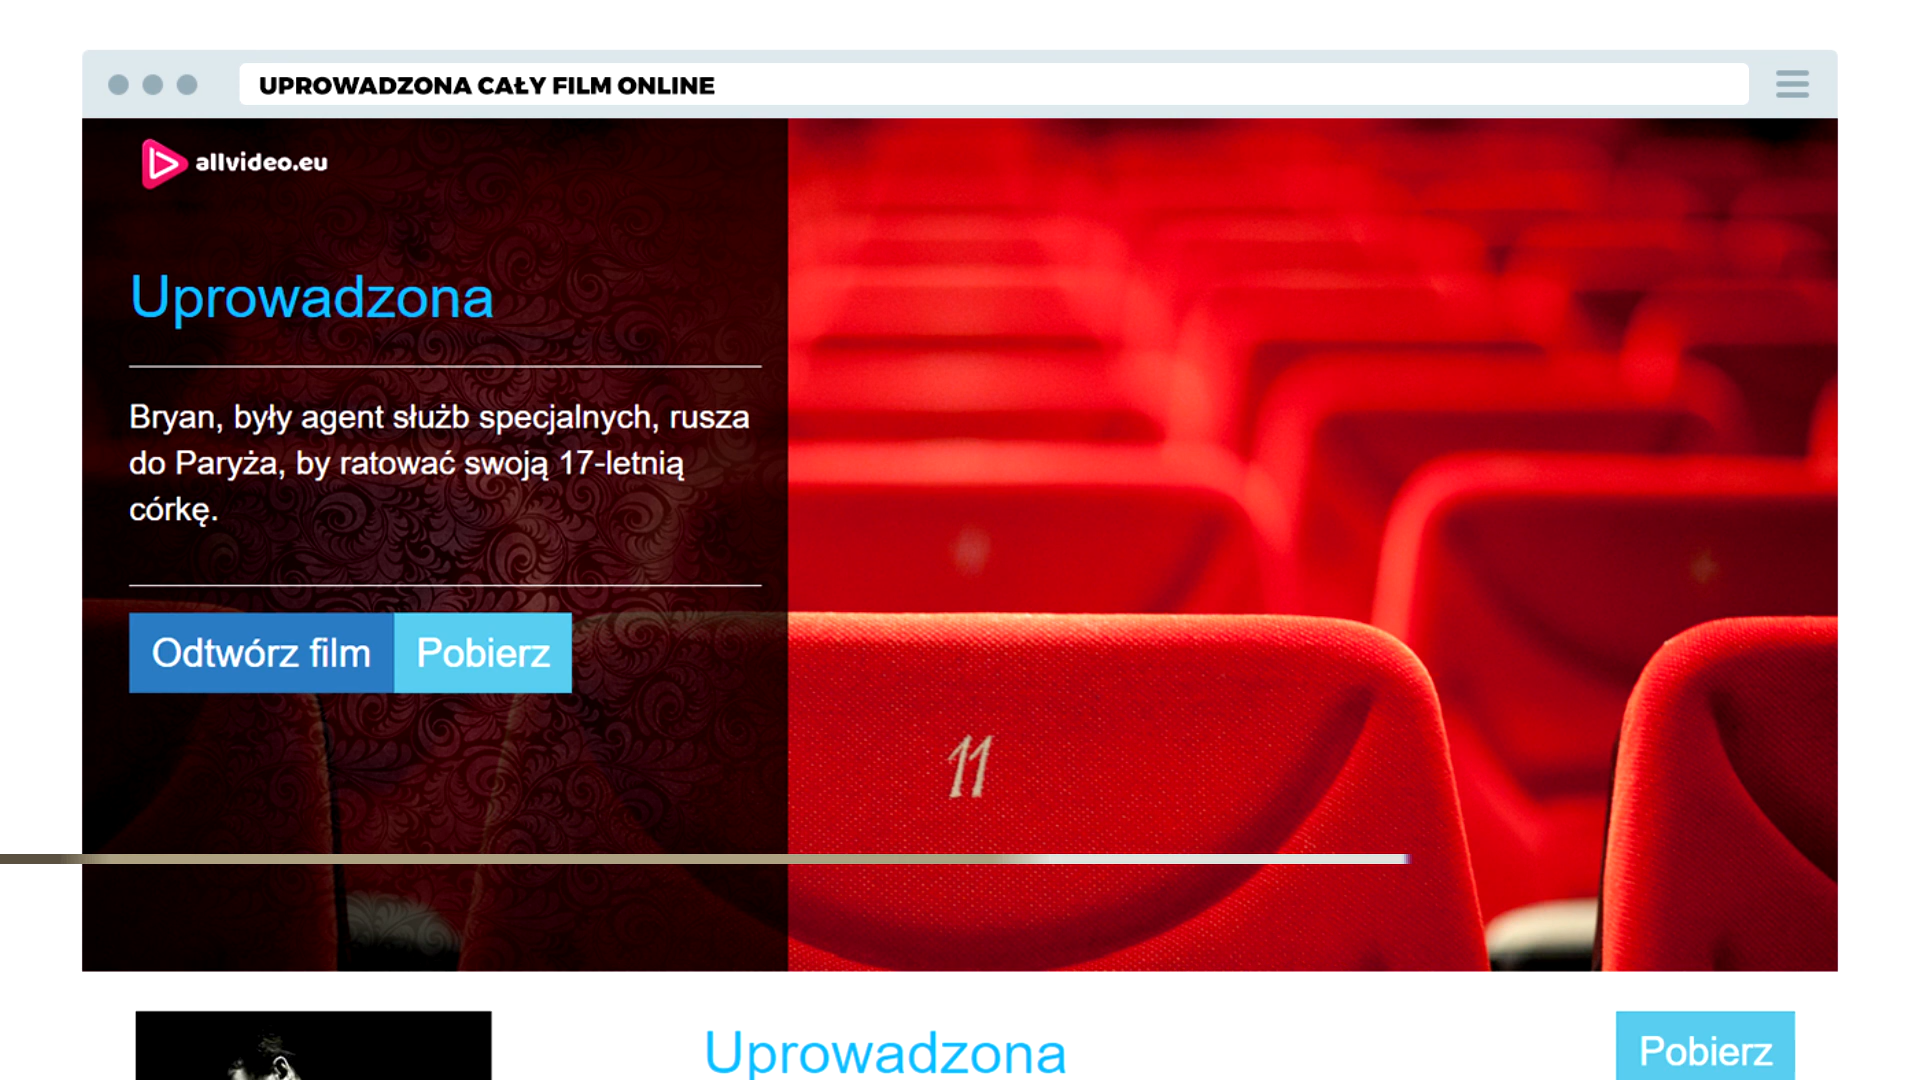 UPROWADZONA CAŁY FILM ONLINE
allvideo.eu
Uprowadzona
Bryan, były agent służb specjalnych, rusza
do Paryża, by ratować swoją 17-letnią
córkę.
Odtwórz film Pobierz
11
Uprowadzona
Pobierz